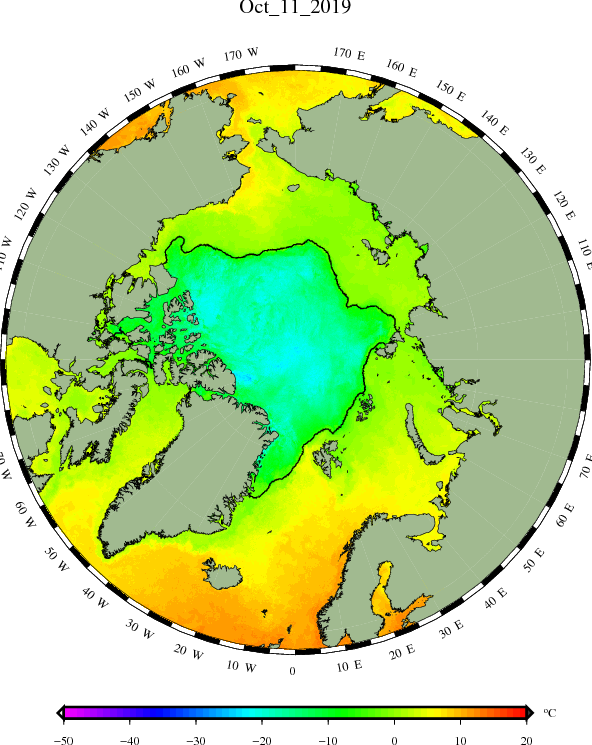 Oct_11_2019
170 W
170 E
160 W
160 E
150 W
150 E
140 W
140 E
130 W
130 E
120 W
120 E
110 E
70 E
60 W
60 E
50 W
50 E
40 W
40 E
30 W
30 E
20 W
20 E
10 W
10 E
0
°C
−50 −40 −30 −20 −10 0 10 20